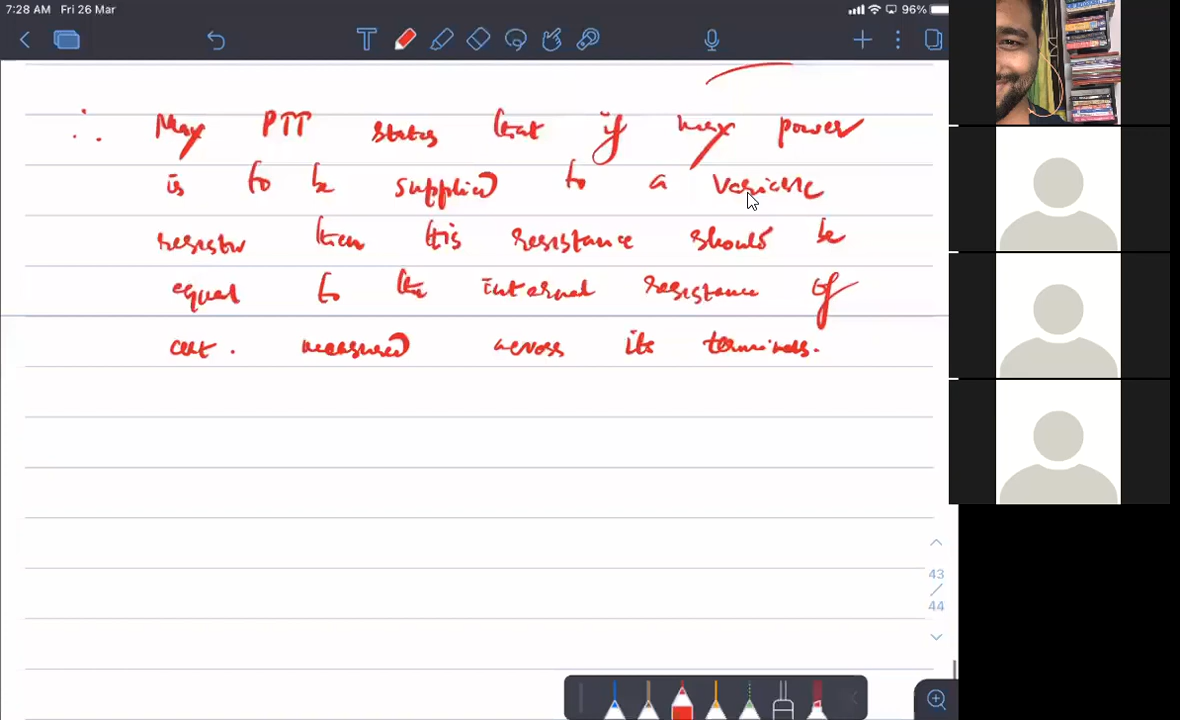 7:28 AM Fri 26 Mar 96%
∴ Max PTT states that if max power
is to be supplied to a variable
resistor then this resistance should be
equal to the internal resistance of
cct. measured across its terminals.
43
/
44